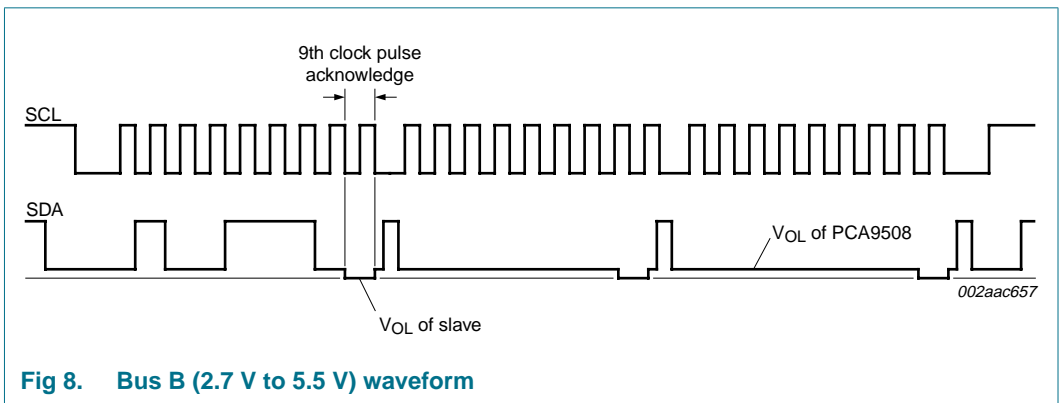 9th clock pulse
acknowledge
SCL
SDA
VOL of PCA9508
002aac657
VOL of slave
Fig 8. Bus B (2.7 V to 5.5 V) waveform